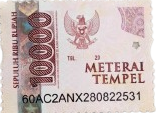 SEPULUH RIBU RUPIAH
10000
TGL. 20
METERAI
TEMPEL
60AC2ANX280822531